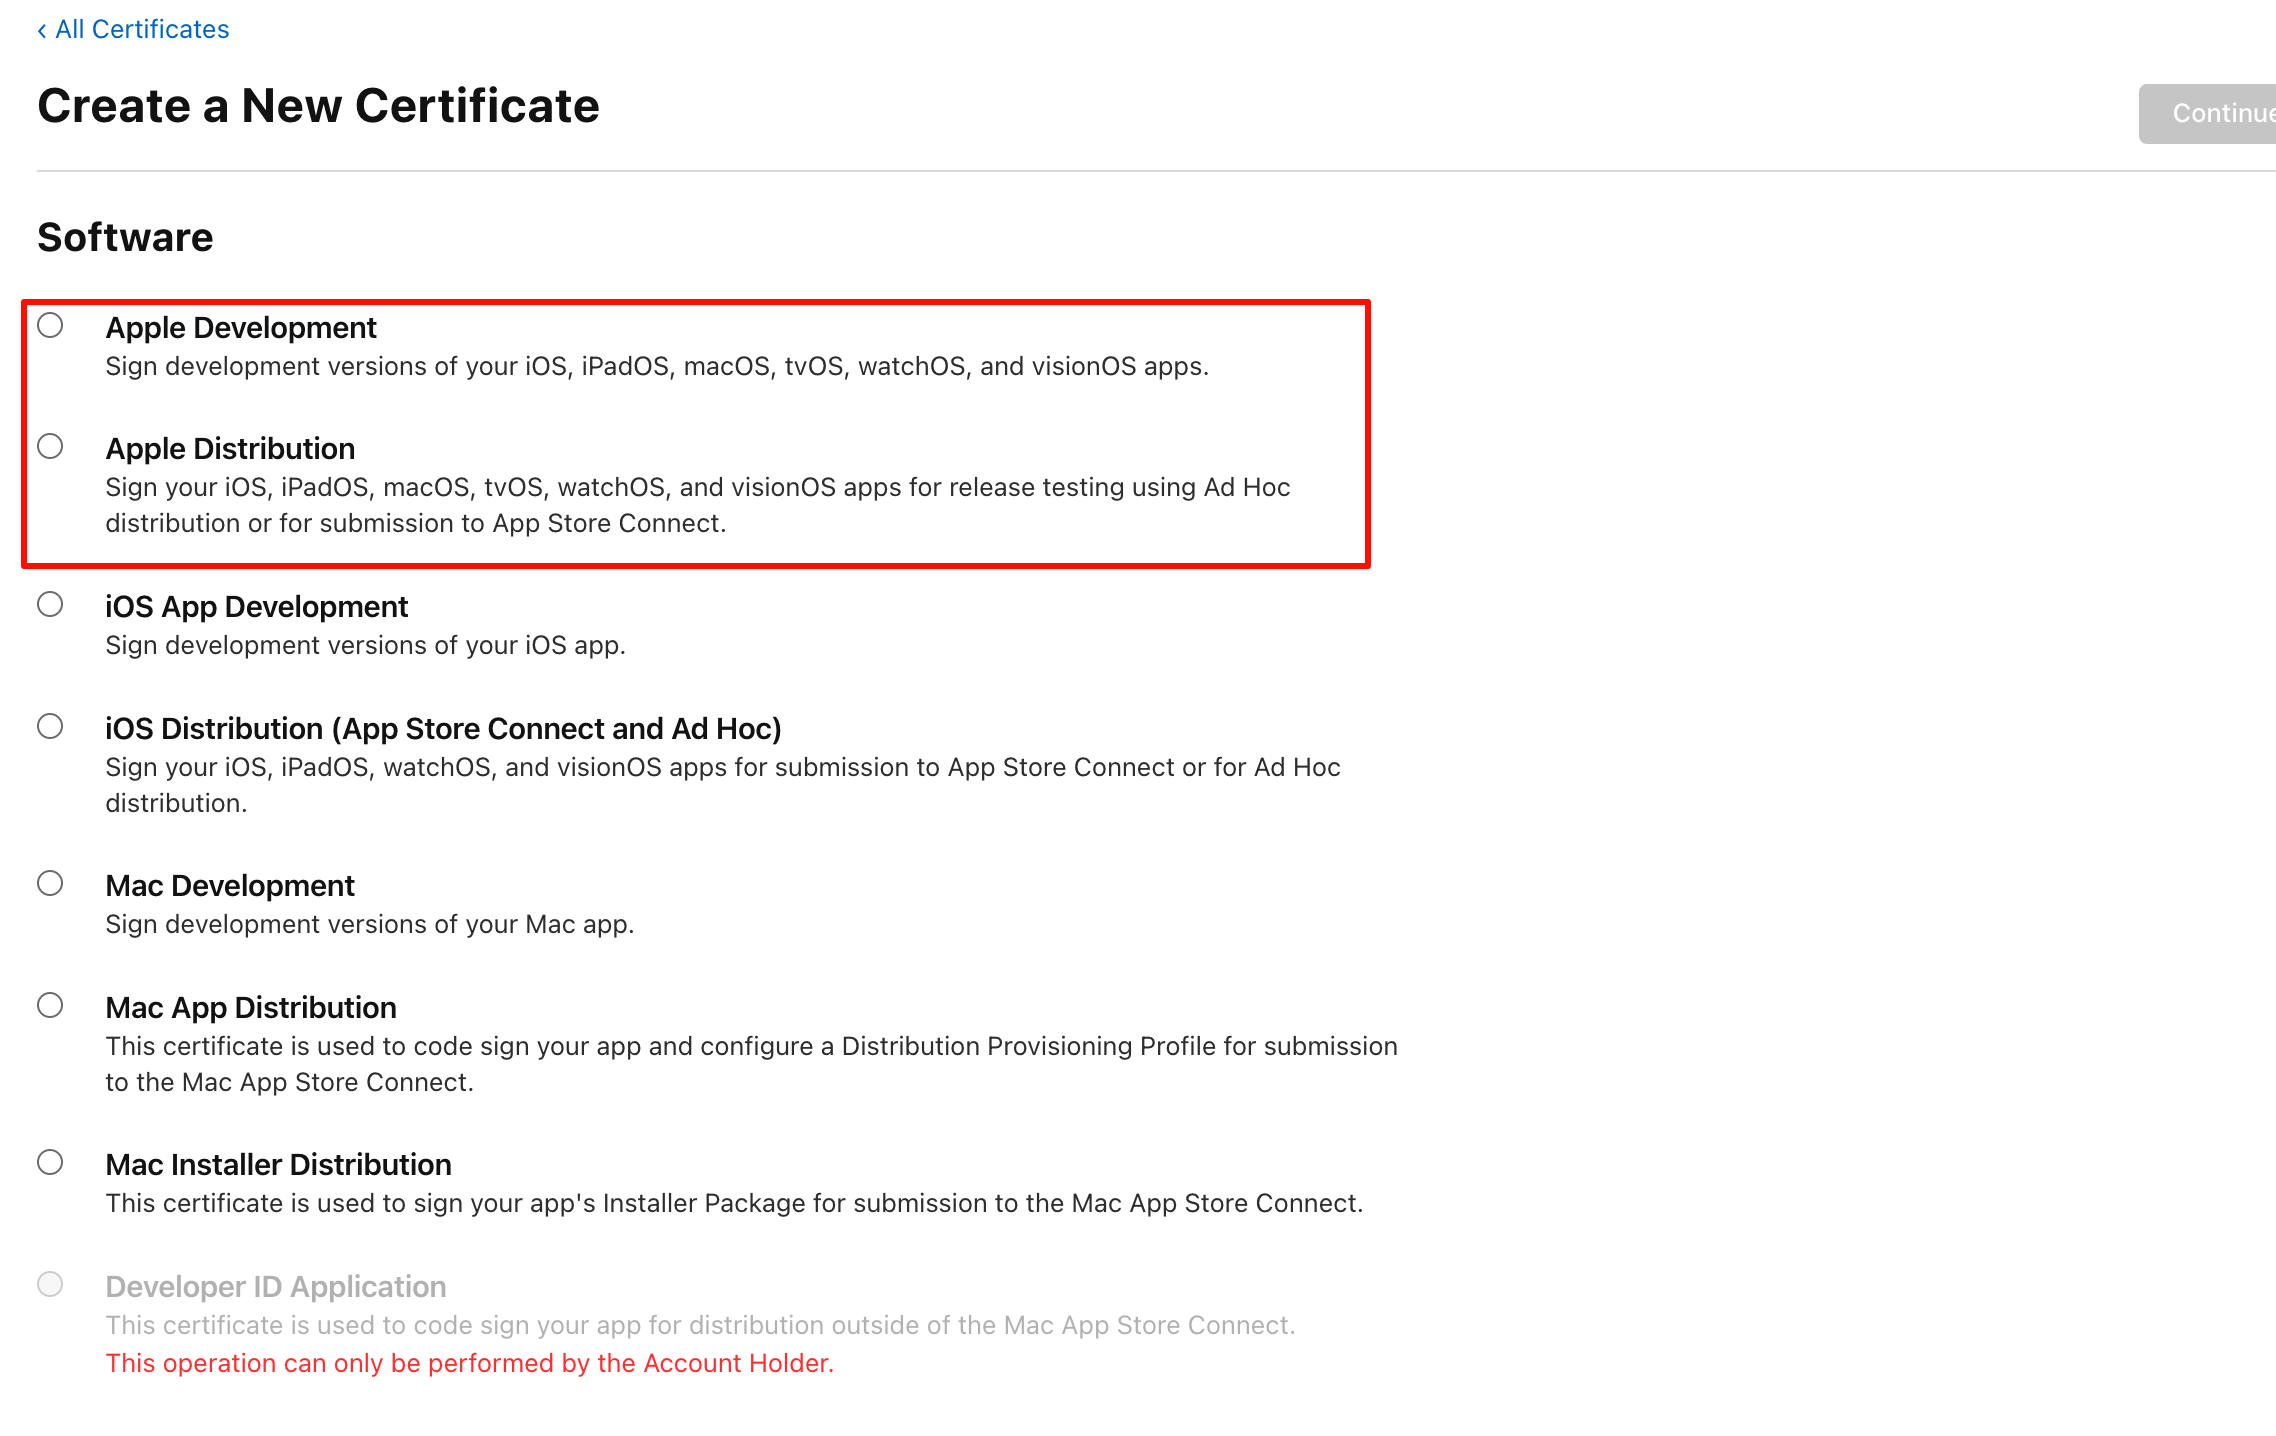 ‹ All Certificates
Create a New Certificate
Continue
Software
Apple Development
Sign development versions of your iOS, iPadOS, macOS, tvOS, watchOS, and visionOS apps.
Apple Distribution
Sign your iOS, iPadOS, macOS, tvOS, watchOS, and visionOS apps for release testing using Ad Hoc
distribution or for submission to App Store Connect.
iOS App Development
Sign development versions of your iOS app.
iOS Distribution (App Store Connect and Ad Hoc)
Sign your iOS, iPadOS, watchOS, and visionOS apps for submission to App Store Connect or for Ad Hoc
distribution.
Mac Development
Sign development versions of your Mac app.
Mac App Distribution
This certificate is used to code sign your app and configure a Distribution Provisioning Profile for submission
to the Mac App Store Connect.
Mac Installer Distribution
This certificate is used to sign your app's Installer Package for submission to the Mac App Store Connect.
Developer ID Application
This certificate is used to code sign your app for distribution outside of the Mac App Store Connect.
This operation can only be performed by the Account Holder.